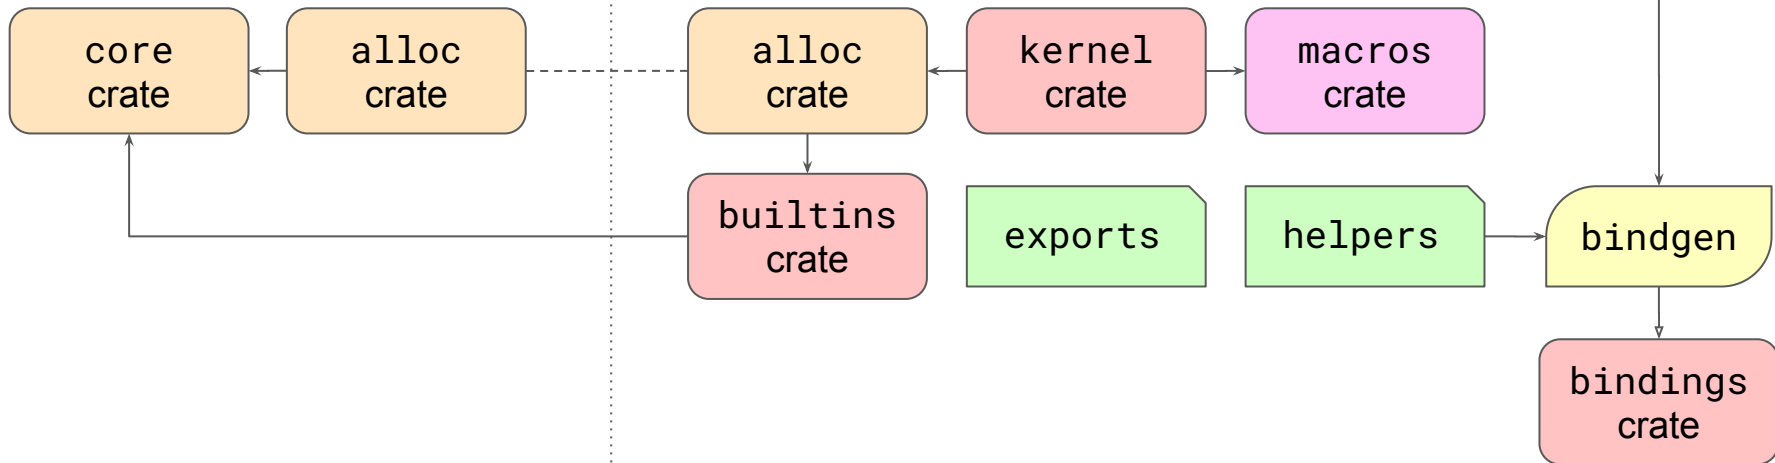 core
crate
alloc
crate
alloc
crate
kernel
crate
macros
crate
builtins
crate
exports
helpers
bindgen
bindings
crate